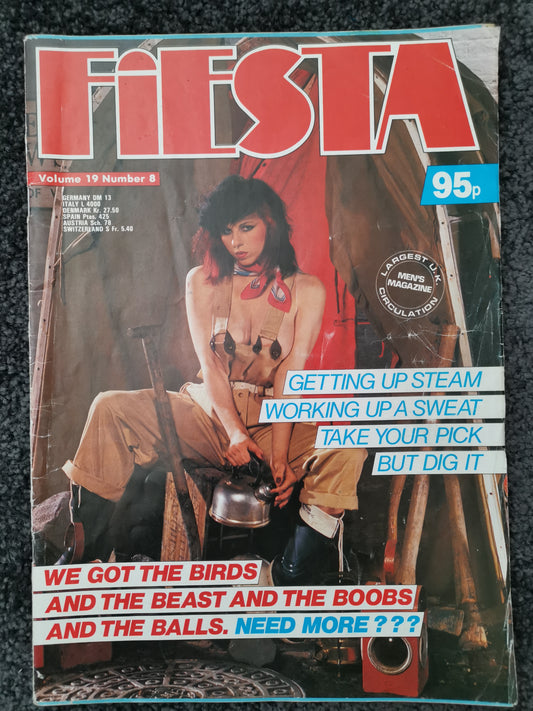 FiESTA
Volume 19 Number 8
95p
GERMANY DM 13
ITALY L 4000
DENMARK Kr. 27.50
SPAIN Ptas. 425
AUSTRIA Sch. 78
SWITZERLAND S Fr. 5.40
LARGEST U.K.
MEN'S
MAGAZINE
CIRCULATION
GETTING UP STEAM
WORKING UP A SWEAT
TAKE YOUR PICK
BUT DIG IT
WE GOT THE BIRDS
AND THE BEAST AND THE BOOBS
AND THE BALLS. NEED MORE???